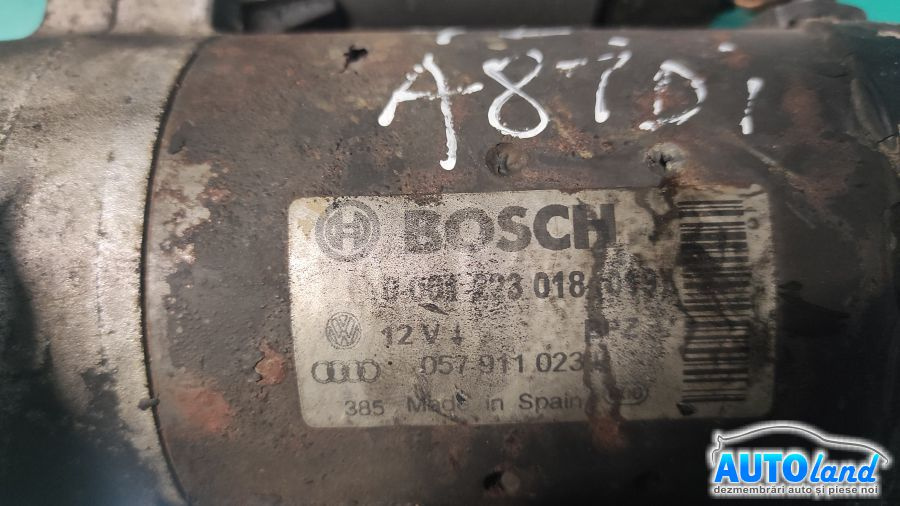 A8 TDi
BOSCH
0 001 223 018
12 V
057 911 023
385 Made in Spain
AUTOland
dezmembrări auto și piese noi